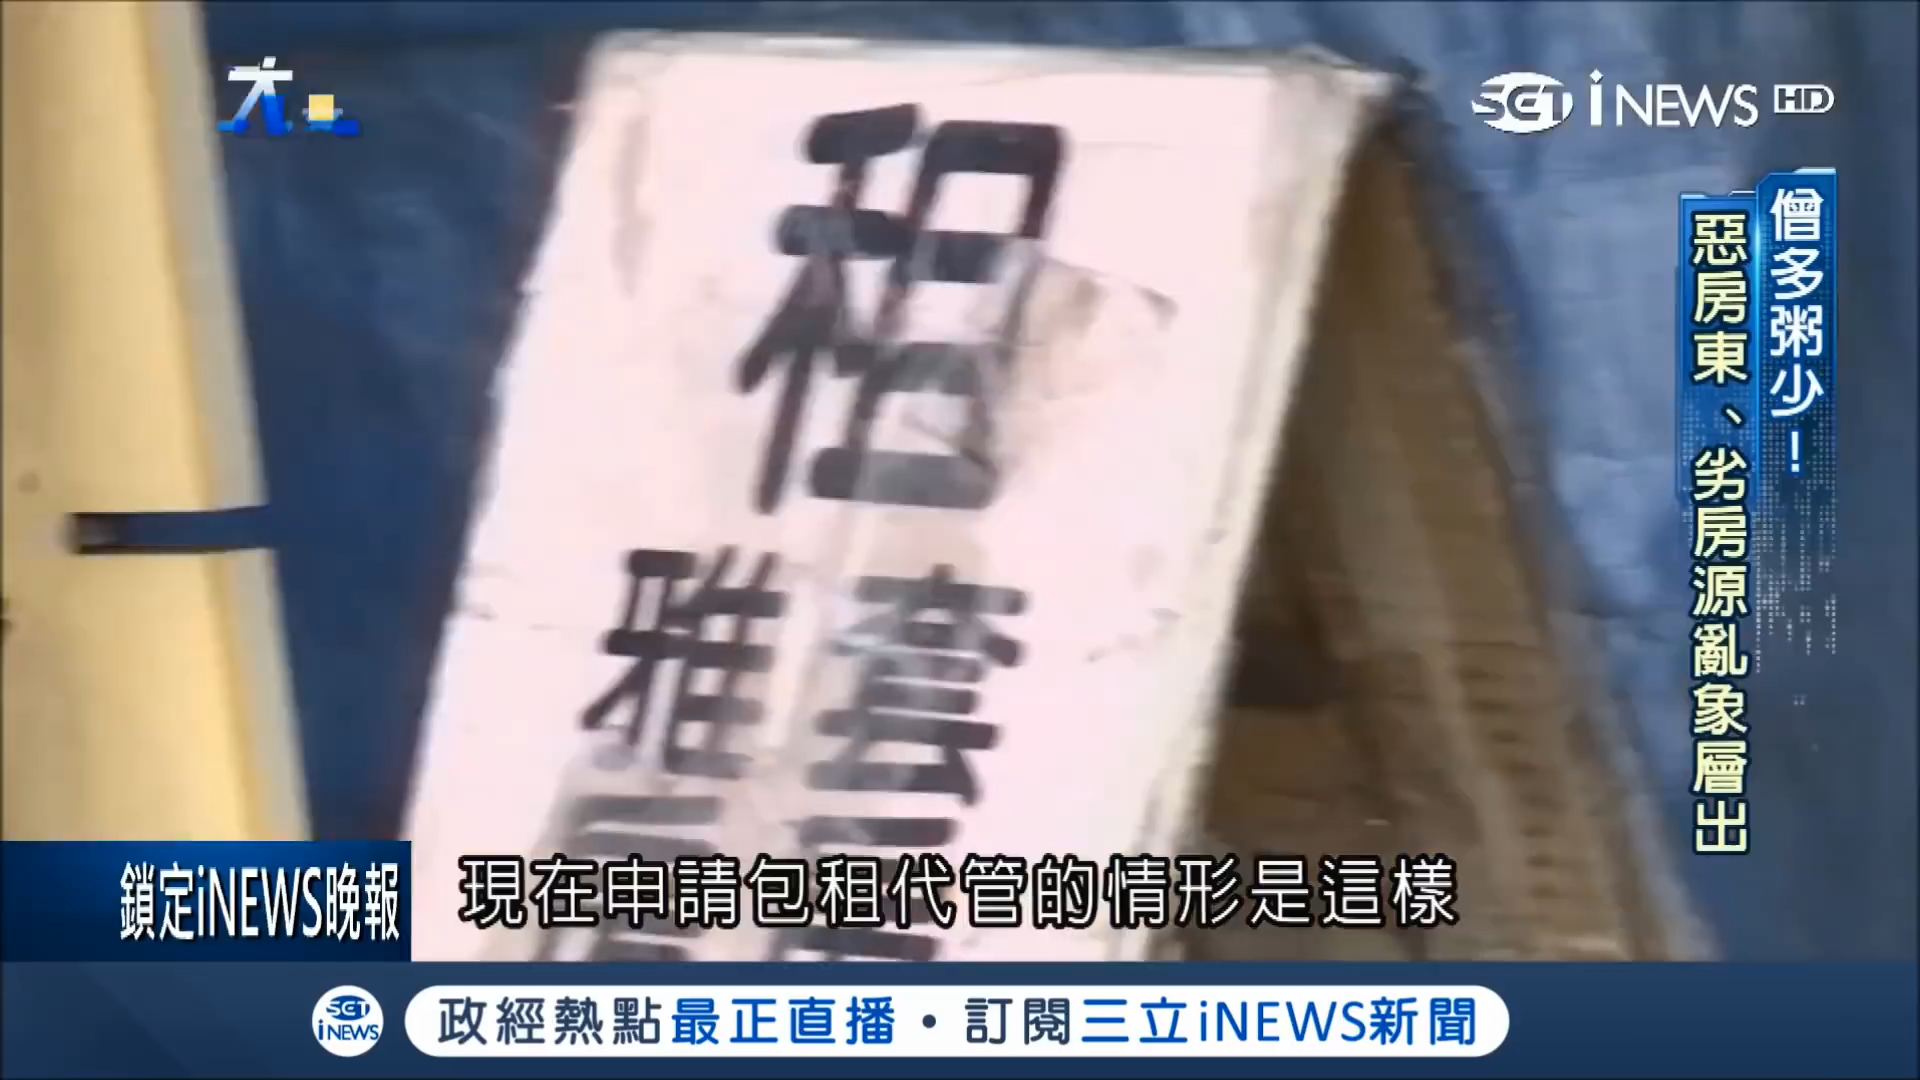 SET iNEWS HD
僧多粥少！
惡房東、劣房源亂象層出
租
套
雅
鎖定iNEWS晚報
現在申請包租代管的情形是這樣
SET iNEWS
政經熱點最正直播・訂閱三立iNEWS新聞